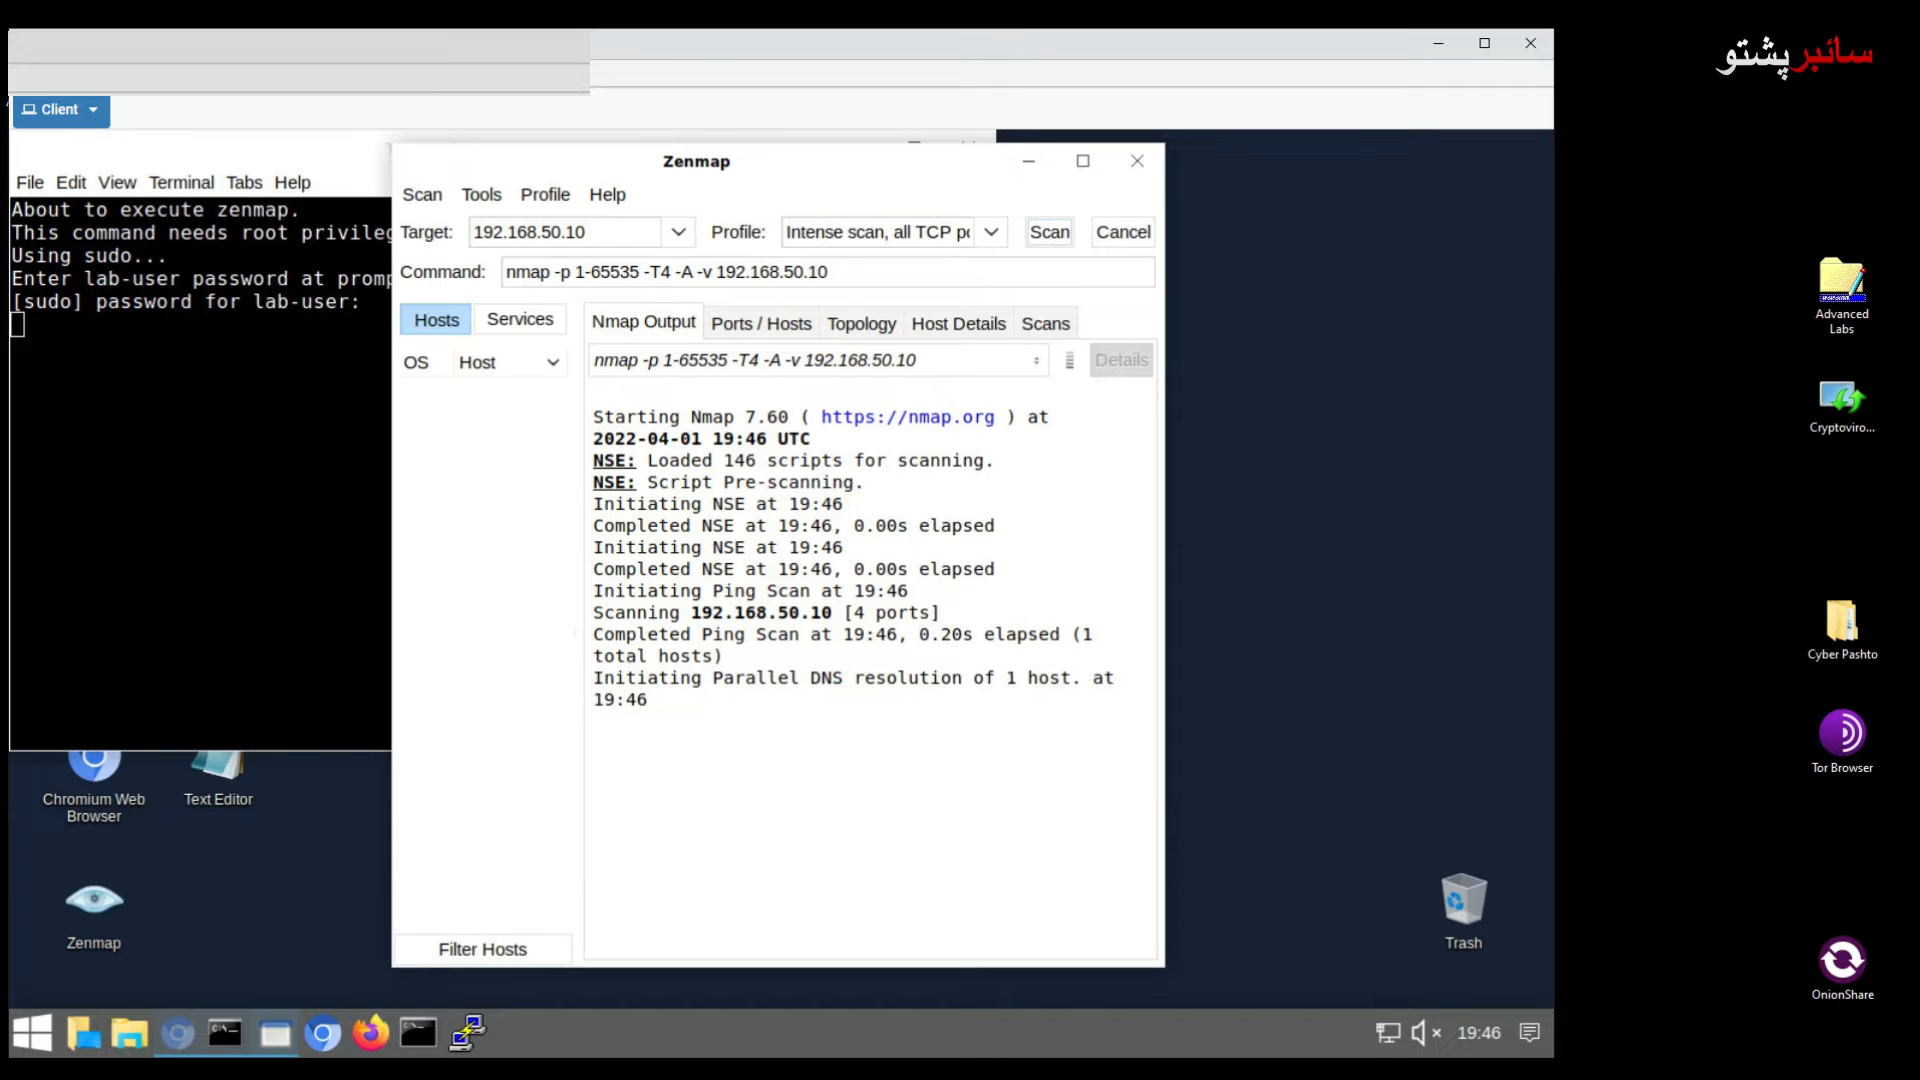 سائبر پشتو
Client
File Edit View Terminal Tabs Help
About to execute zenmap.
This command needs root privileg
Using sudo...
Enter lab-user password at promp
[sudo] password for lab-user:
Zenmap
Scan Tools Profile Help
Target: 192.168.50.10 Profile: Intense scan, all TCP po Scan Cancel
Command: nmap -p 1-65535 -T4 -A -v 192.168.50.10
Hosts Services
OS Host
Nmap Output Ports / Hosts Topology Host Details Scans
nmap -p 1-65535 -T4 -A -v 192.168.50.10 Details
Starting Nmap 7.60 ( https://nmap.org ) at
2022-04-01 19:46 UTC
NSE: Loaded 146 scripts for scanning.
NSE: Script Pre-scanning.
Initiating NSE at 19:46
Completed NSE at 19:46, 0.00s elapsed
Initiating NSE at 19:46
Completed NSE at 19:46, 0.00s elapsed
Initiating Ping Scan at 19:46
Scanning 192.168.50.10 [4 ports]
Completed Ping Scan at 19:46, 0.20s elapsed (1
total hosts)
Initiating Parallel DNS resolution of 1 host. at
19:46
Filter Hosts
Chromium Web
Browser
Text Editor
Zenmap
Trash
19:46
Advanced
Labs
Cryptoviro...
Cyber Pashto
Tor Browser
OnionShare